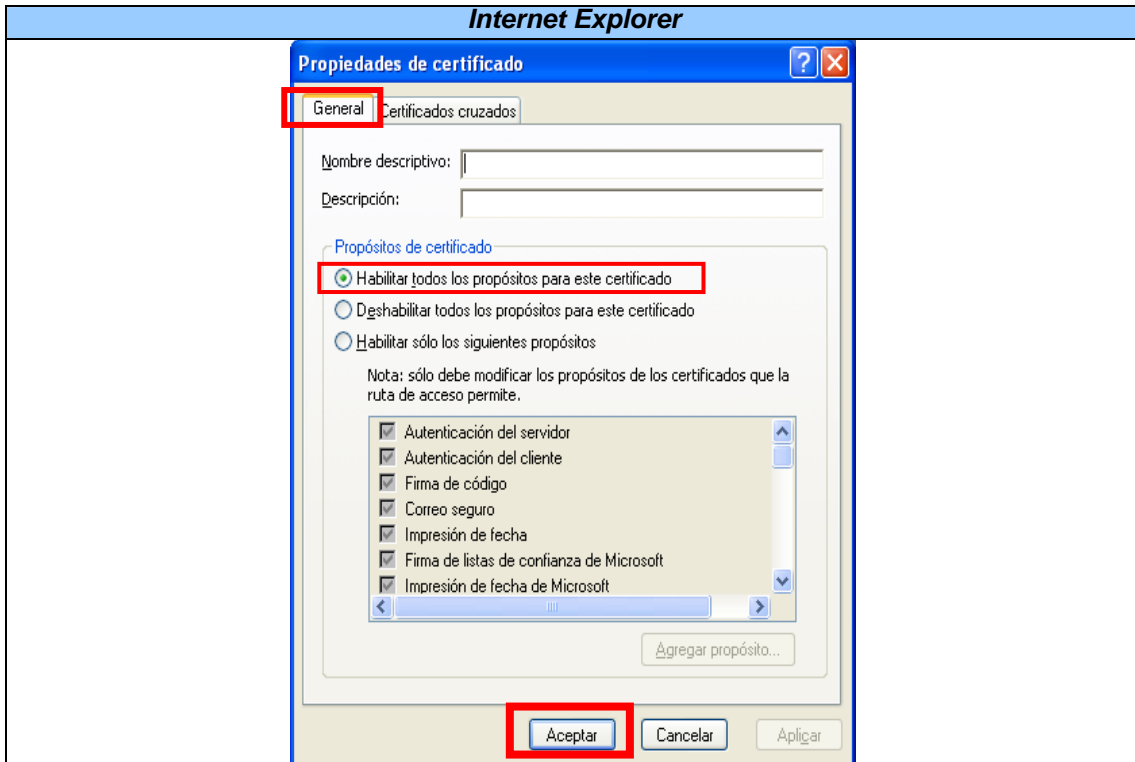 Internet Explorer
Propiedades de certificado
General Certificados cruzados
Nombre descriptivo:
Descripción:
Propósitos de certificado
Habilitar todos los propósitos para este certificado
Deshabilitar todos los propósitos para este certificado
Habilitar sólo los siguientes propósitos
Nota: sólo debe modificar los propósitos de los certificados que la
ruta de acceso permite.
Autenticación del servidor
Autenticación del cliente
Firma de código
Correo seguro
Impresión de fecha
Firma de listas de confianza de Microsoft
Impresión de fecha de Microsoft
Agregar propósito...
Aceptar Cancelar Aplicar